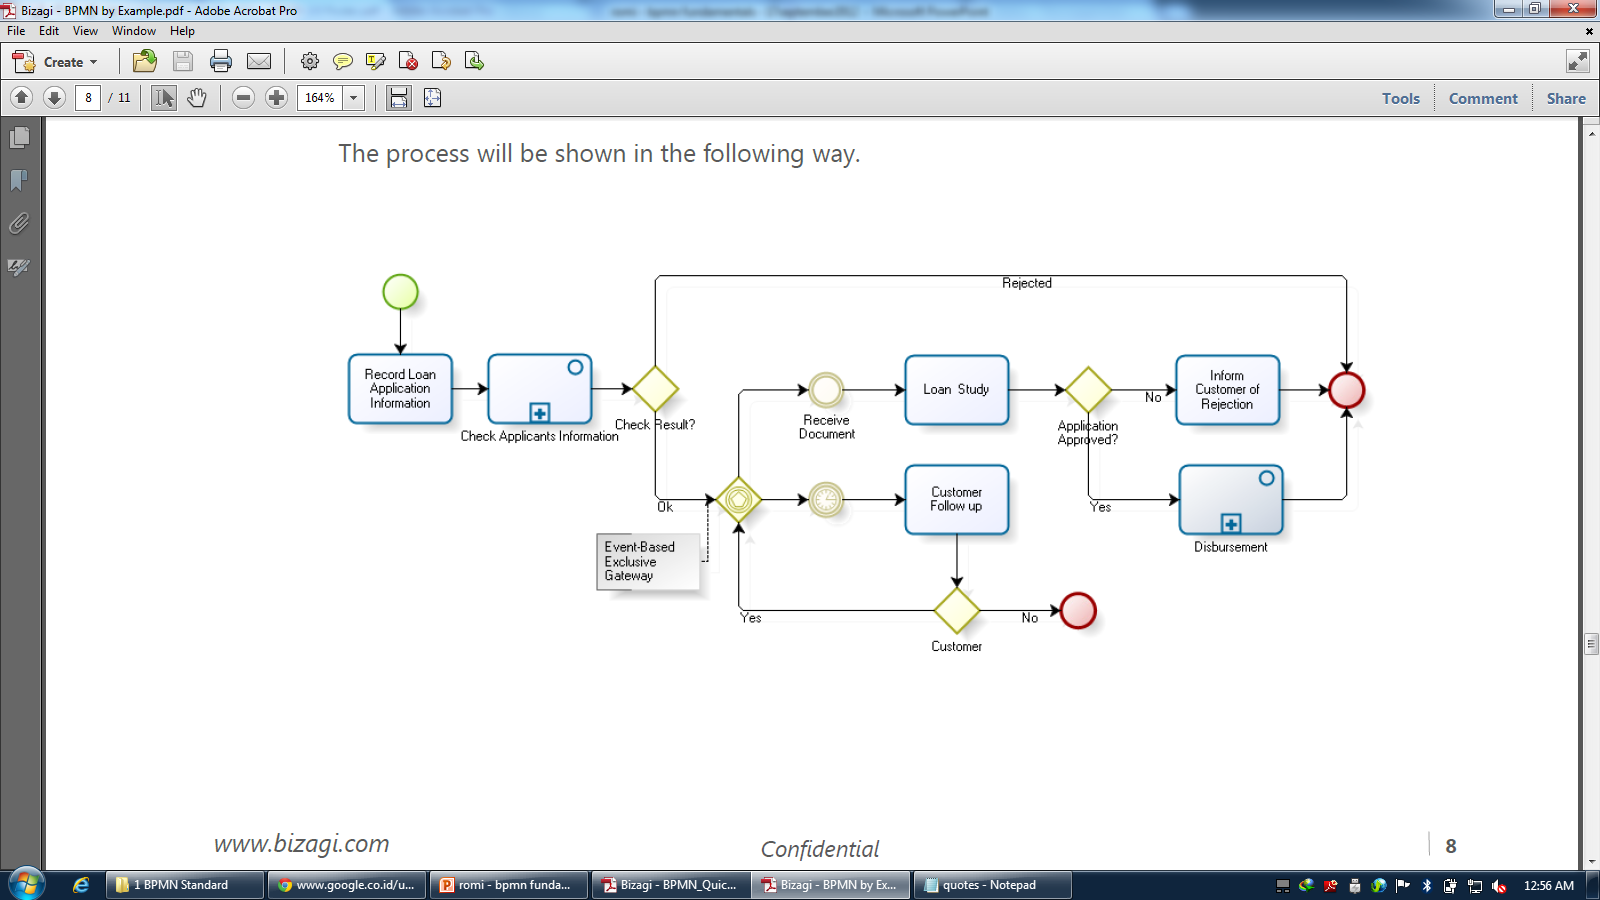 Bizagi - BPMN by Example.pdf - Adobe Acrobat Pro
File Edit View Window Help
Create
8 / 11 164% Tools Comment Share
The process will be shown in the following way.
Rejected
Record Loan
Application
Information
Check Applicants Information
Check Result?
Receive
Document
Loan Study
Application
Approved?
No
Inform
Customer of
Rejection
Ok
Customer
Follow up
Yes
Disbursement
Event-Based
Exclusive
Gateway
Yes
No
Customer
www.bizagi.com
Confidential
8
1 BPMN Standard
www.google.co.id/u...
romi - bpmn funda...
Bizagi - BPMN_Quic...
Bizagi - BPMN by Ex...
quotes - Notepad
12:56 AM